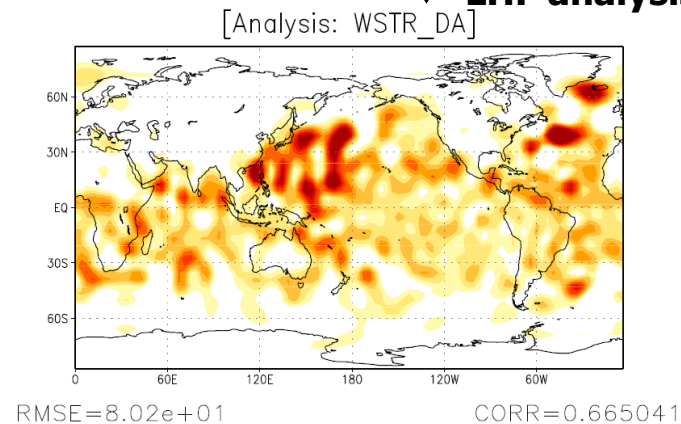 [Analysis: WSTR_DA]
60N
30N
EQ
30S
60S
0 60E 120E 180 120W 60W
RMSE=8.02e+01 CORR=0.665041